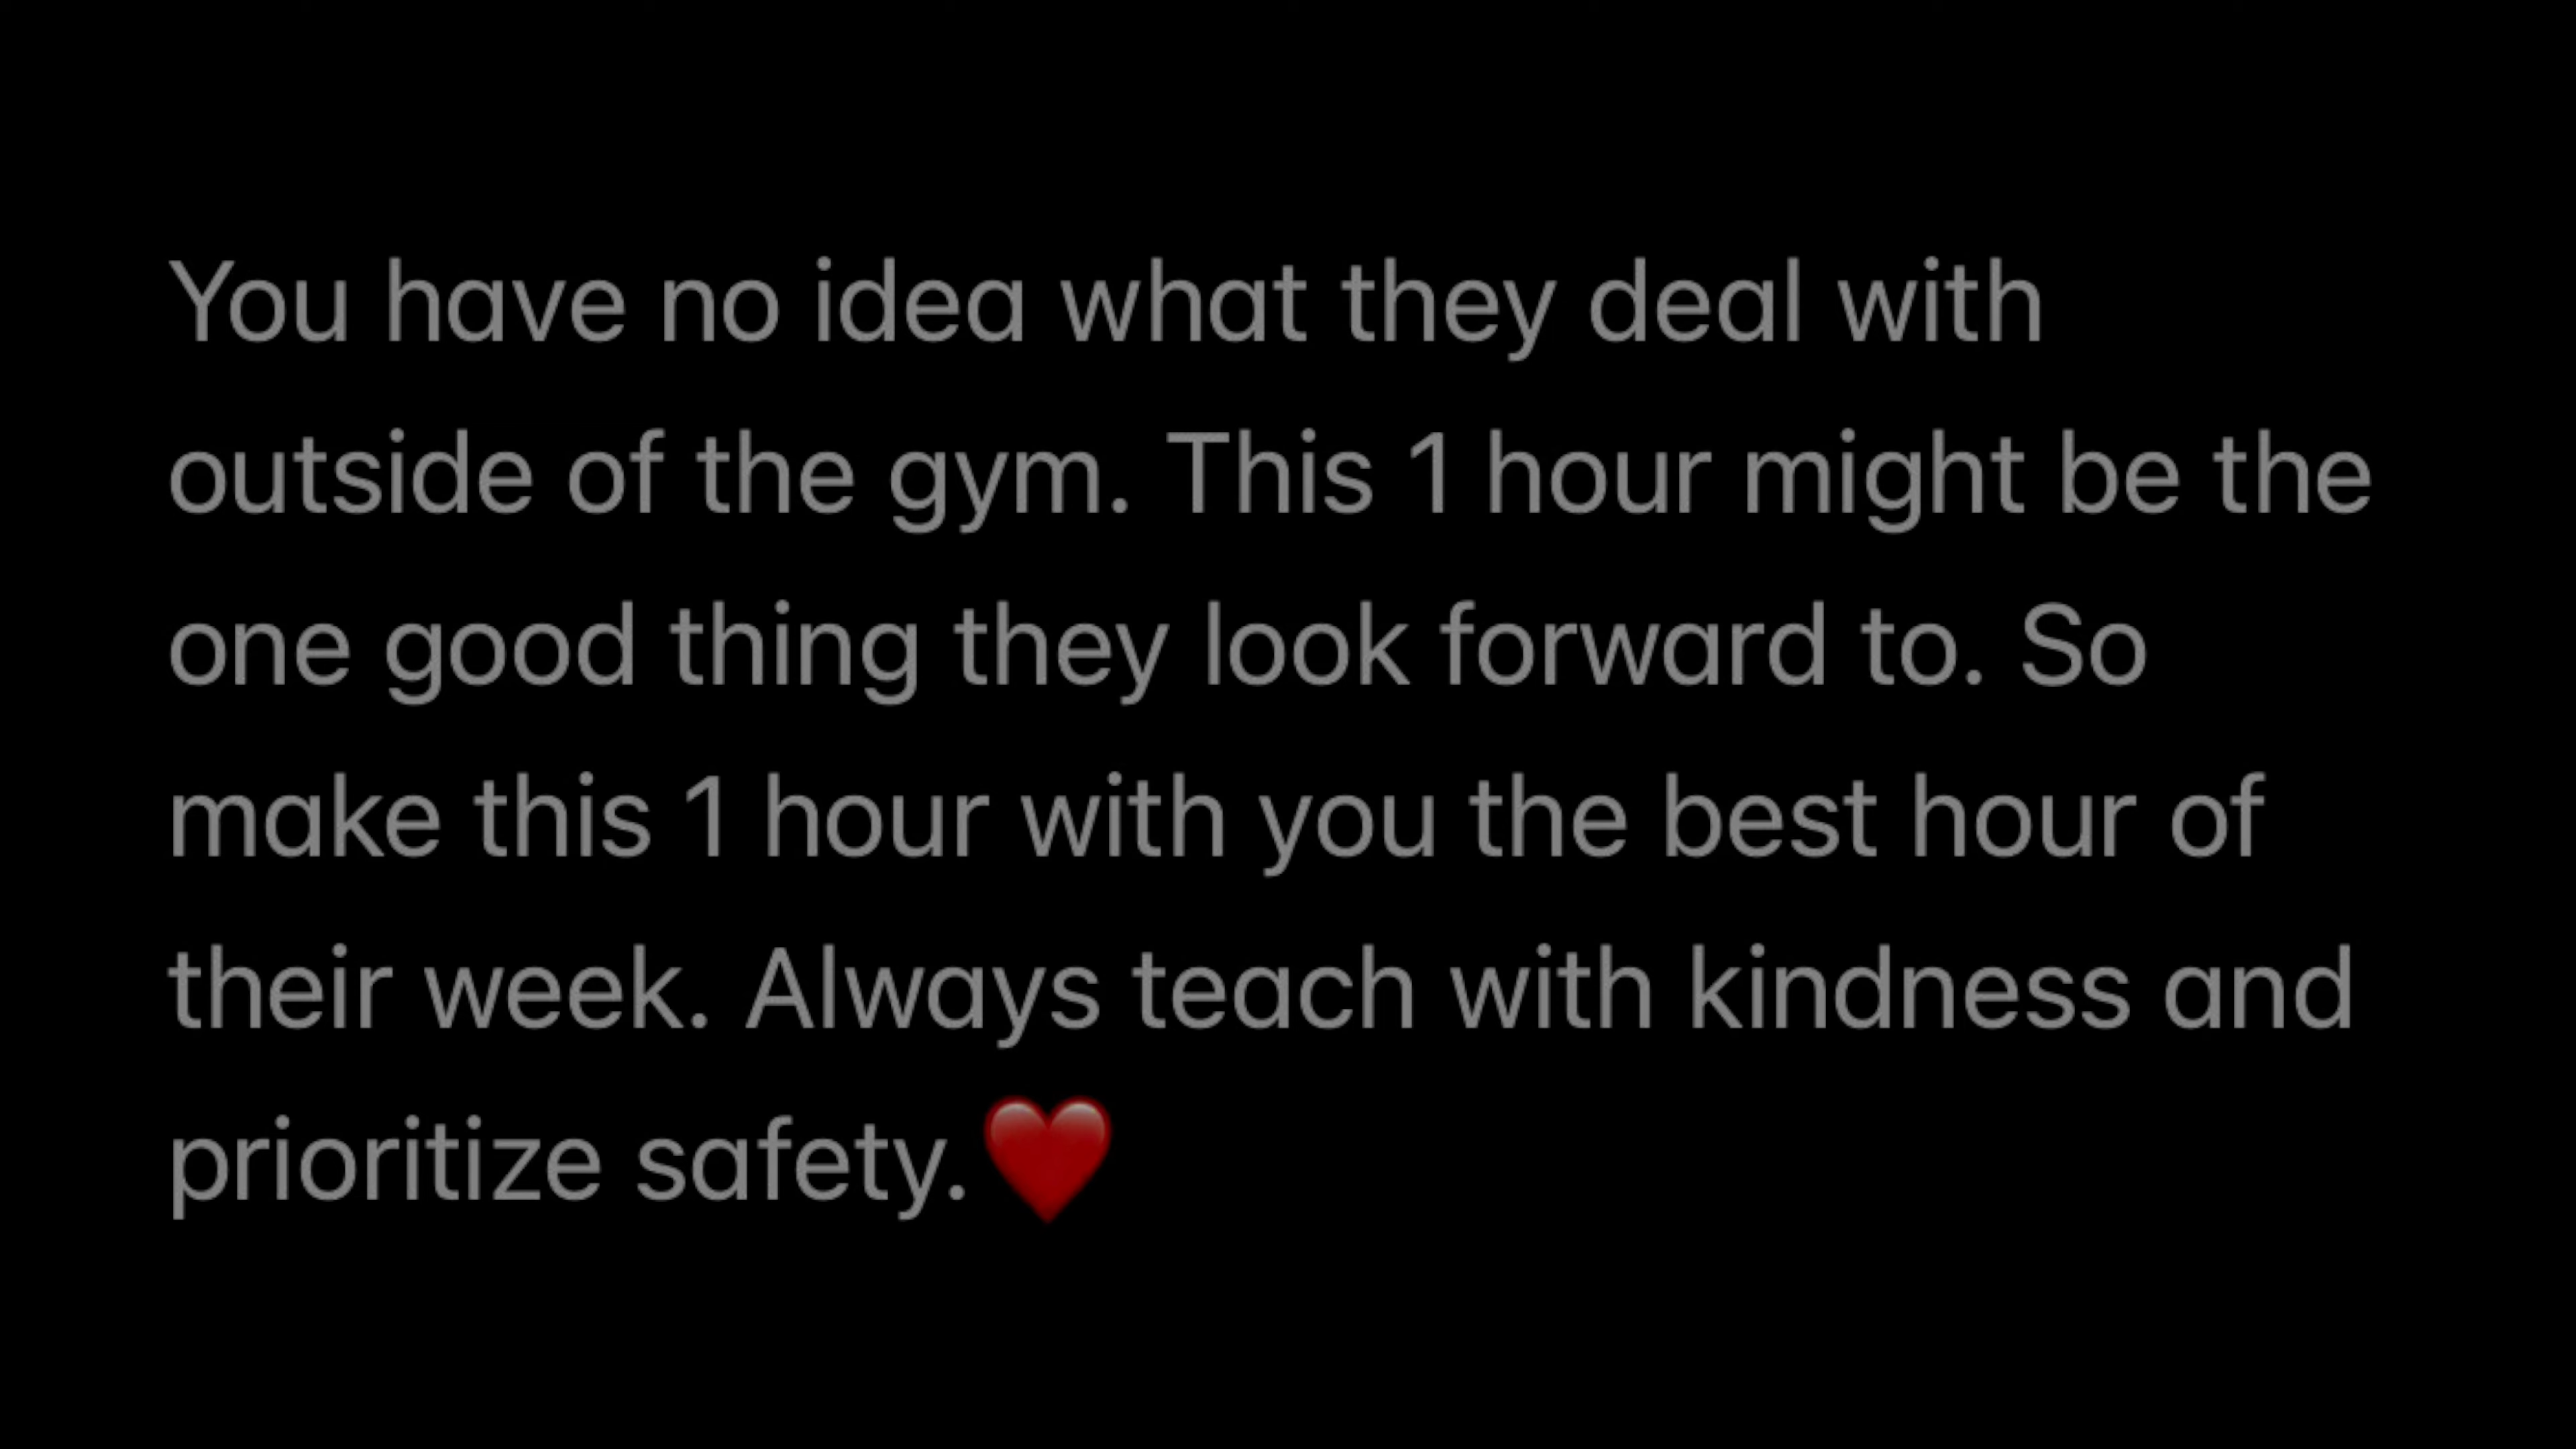 You have no idea what they deal with
outside of the gym. This 1 hour might be the
one good thing they look forward to. So
make this 1 hour with you the best hour of
their week. Always teach with kindness and
prioritize safety.❤️